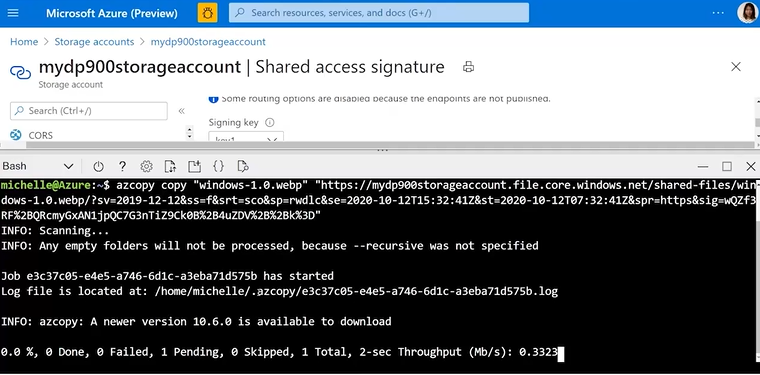 Microsoft Azure (Preview)
Search resources, services, and docs (G+/)
Home > Storage accounts > mydp900storageaccount
mydp900storageaccount | Shared access signature
Storage account
Search (Ctrl+/)
CORS
Some routing options are disabled because the endpoints are not published.
Signing key
key1
Bash
michelle@Azure:~$ azcopy copy "windows-1.0.webp" "https://mydp900storageaccount.file.core.windows.net/shared-files/win
dows-1.0.webp/?sv=2019-12-12&ss=f&srt=sco&sp=rwdlc&se=2020-10-12T15:32:41Z&st=2020-10-12T07:32:41Z&spr=https&sig=wQZf3
RF%2BQRcmyGxAN1jpQC7G3nTiZ9Ck0B%2B4uZDV%2B%2Bk%3D"
INFO: Scanning...
INFO: Any empty folders will not be processed, because --recursive was not specified
Job e3c37c05-e4e5-a746-6d1c-a3eba71d575b has started
Log file is located at: /home/michelle/.azcopy/e3c37c05-e4e5-a746-6d1c-a3eba71d575b.log
INFO: azcopy: A newer version 10.6.0 is available to download
0.0 %, 0 Done, 0 Failed, 1 Pending, 0 Skipped, 1 Total, 2-sec Throughput (Mb/s): 0.3323